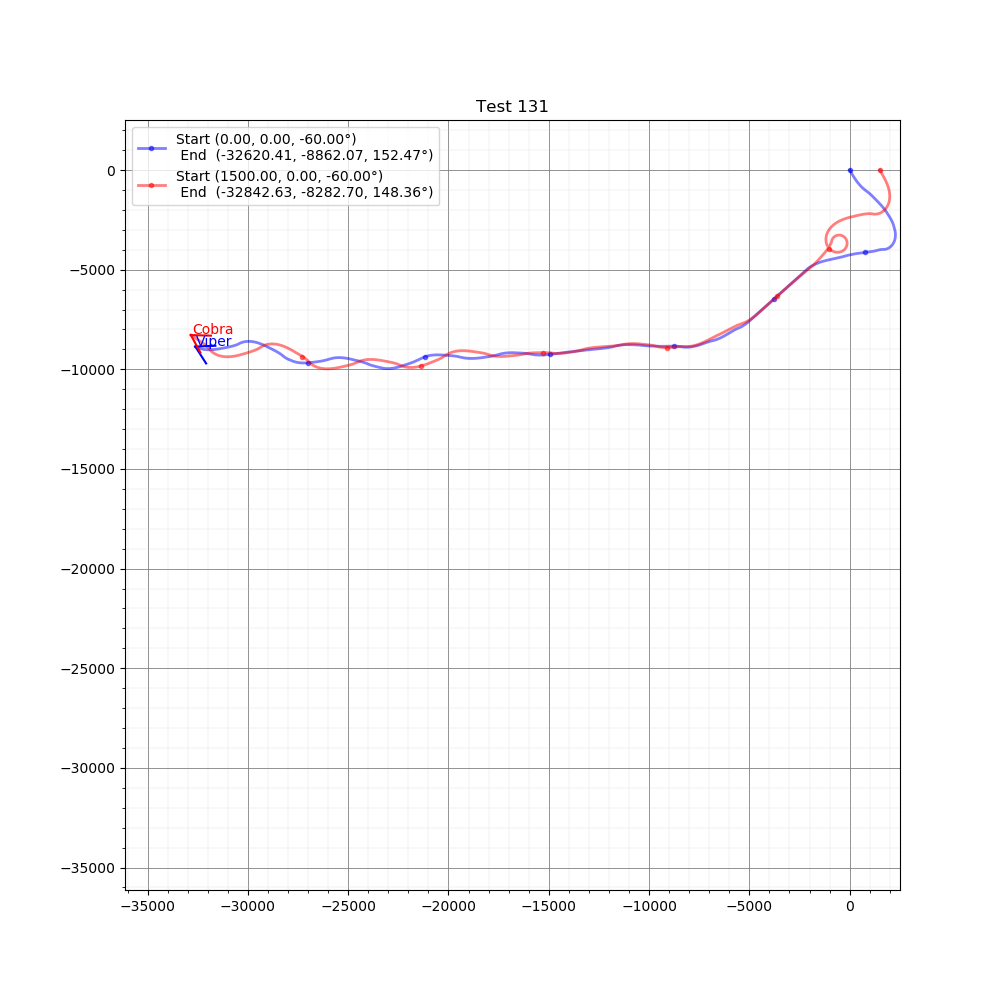 Test 131
Start (0.00, 0.00, -60.00°)
End  (-32620.41, -8862.07, 152.47°)
Start (1500.00, 0.00, -60.00°)
End  (-32842.63, -8282.70, 148.36°)
0
−5000
−10000
−15000
−20000
−25000
−30000
−35000
Cobra
Viper
−35000 −30000 −25000 −20000 −15000 −10000 −5000 0